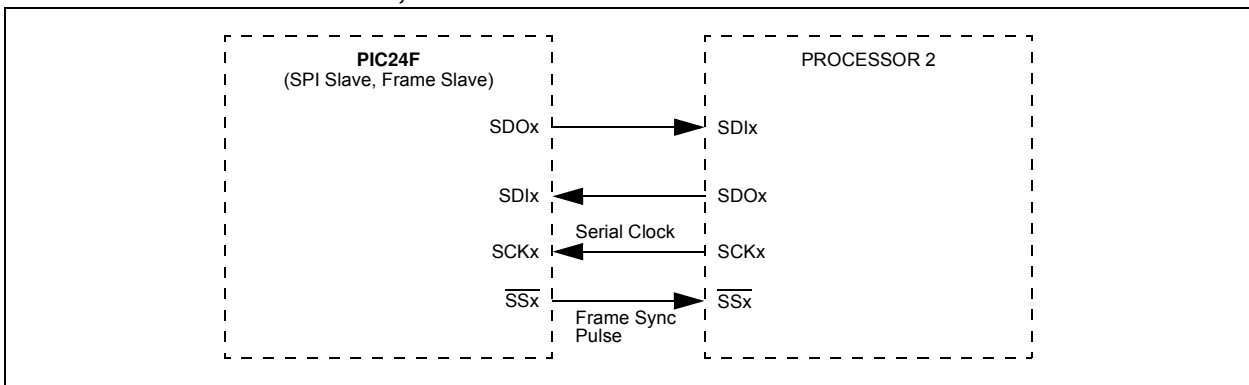 PIC24F PROCESSOR 2
(SPI Slave, Frame Slave)
SDOx SDIx
SDIx SDOx
Serial Clock
SCKx SCKx
SSx SSx
Frame Sync
Pulse